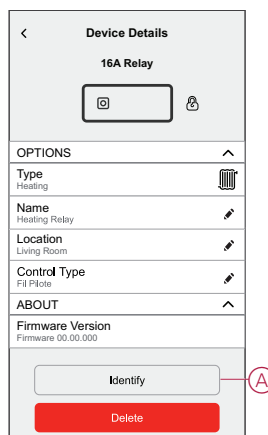 Device Details
16A Relay
OPTIONS
Type
Heating
Name
Heating Relay
Location
Living Room
Control Type
Fil Pilote
ABOUT
Firmware Version
Firmware 00.00.000
Identify
A
Delete